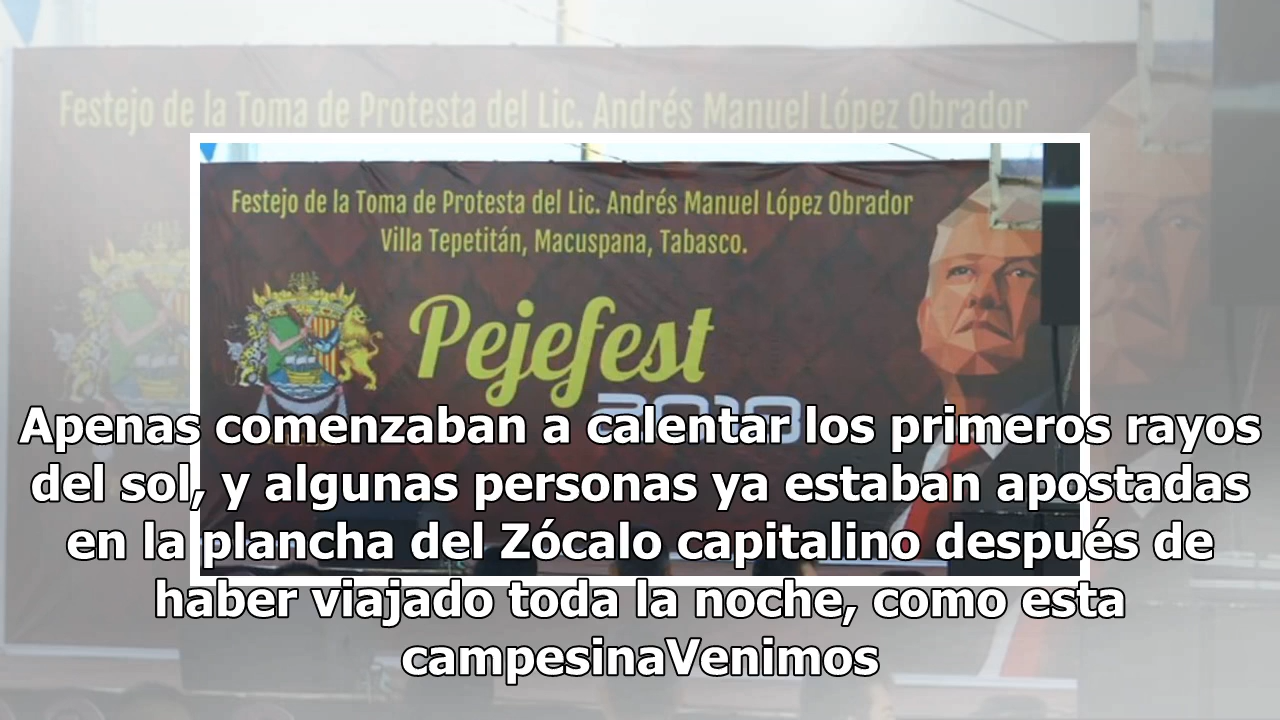 Festejo de la Toma de Protesta del Lic. Andrés Manuel López Obrador
Festejo de la Toma de Protesta del Lic. Andrés Manuel López Obrador
Villa Tepetitán, Macuspana, Tabasco.
Pejefest
Apenas comenzaban a calentar los primeros rayos
del sol, y algunas personas ya estaban apostadas
en la plancha del Zócalo capitalino después de
haber viajado toda la noche, como esta
campesinaVenimos